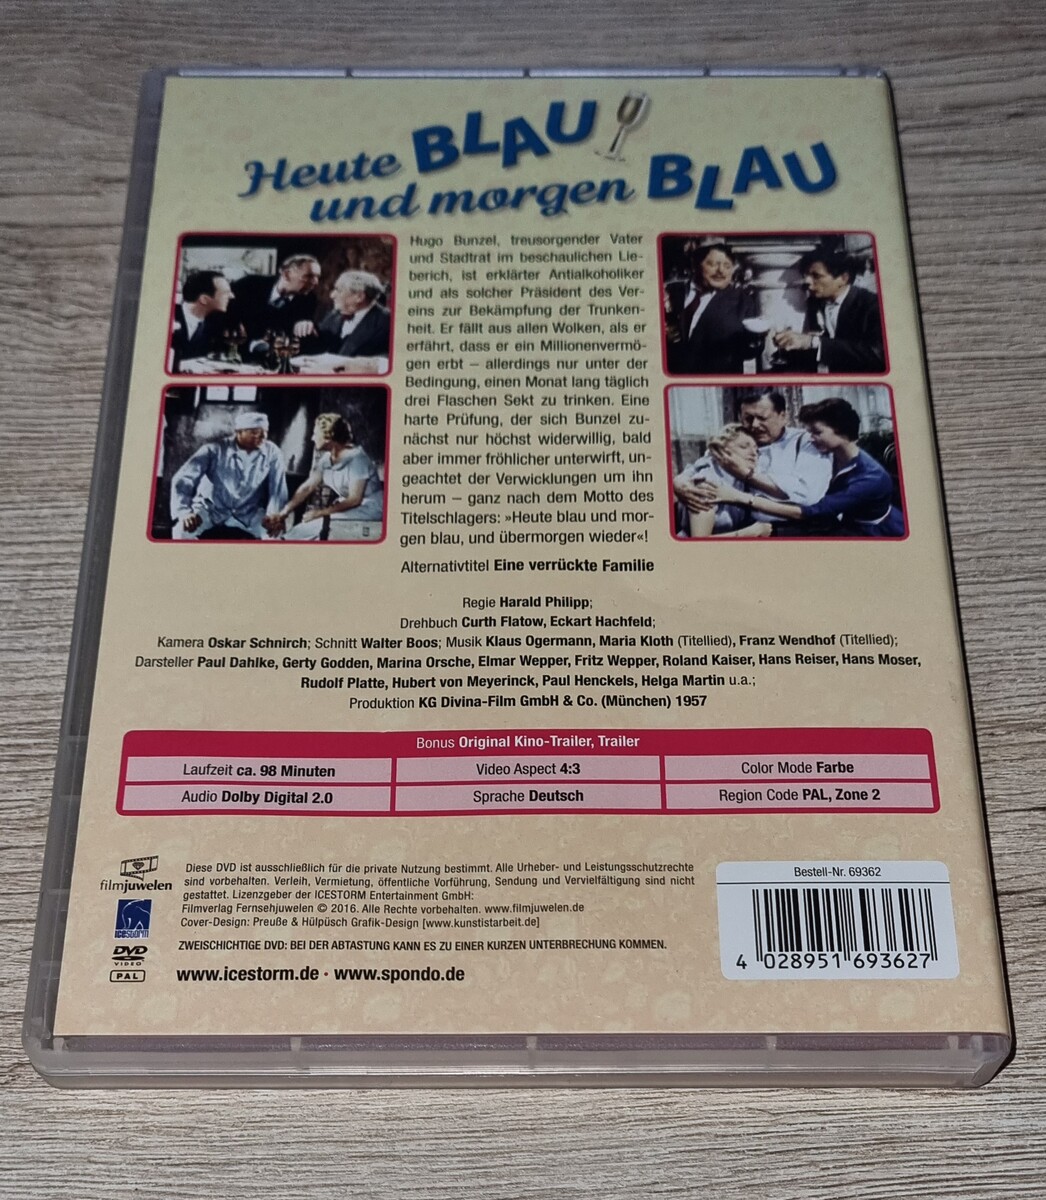 Heute BLAU
und morgen BLAU
Hugo Bunzel, treusorgender Vater
und Stadtrat im beschaulichen Lie-
berich, ist erklärter Antialkoholiker
und als solcher Präsident des Ver-
eins zur Bekämpfung der Trunken-
heit. Er fällt aus allen Wolken, als er
erfährt, dass er ein Millionenvermö-
gen erbt – allerdings nur unter der
Bedingung, einen Monat lang täglich
drei Flaschen Sekt zu trinken. Eine
harte Prüfung, der sich Bunzel zu-
nächst nur höchst widerwillig, bald
aber immer fröhlicher unterwirft, un-
geachtet der Verwicklungen um ihn
herum – ganz nach dem Motto des
Titelschlagers: »Heute blau und mor-
gen blau, und übermorgen wieder«!
Alternativtitel Eine verrückte Familie
Regie Harald Philipp;
Drehbuch Curth Flatow, Eckart Hachfeld;
Kamera Oskar Schnirch; Schnitt Walter Boos; Musik Klaus Ogermann, Maria Kloth (Titellied), Franz Wendhof (Titellied);
Darsteller Paul Dahlke, Gerty Godden, Marina Orsche, Elmar Wepper, Fritz Wepper, Roland Kaiser, Hans Reiser, Hans Moser,
Rudolf Platte, Hubert von Meyerinck, Paul Henckels, Helga Martin u.a.;
Produktion KG Divina-Film GmbH & Co. (München) 1957
Bonus Original Kino-Trailer, Trailer
Laufzeit ca. 98 Minuten Video Aspect 4:3 Color Mode Farbe
Audio Dolby Digital 2.0 Sprache Deutsch Region Code PAL, Zone 2
filmjuwelen
ICESTORM
DVD
VIDEO
PAL
Diese DVD ist ausschließlich für die private Nutzung bestimmt. Alle Urheber- und Leistungsschutzrechte
sind vorbehalten. Verleih, Vermietung, öffentliche Vorführung, Sendung und Vervielfältigung sind nicht
gestattet. Lizenzgeber der ICESTORM Entertainment GmbH:
Filmverlag Fernsehjuwelen © 2016. Alle Rechte vorbehalten. www.filmjuwelen.de
Cover-Design: Preuße & Hülpüsch Grafik-Design [www.kunstistarbeit.de]
ZWEISCHICHTIGE DVD: BEI DER ABTASTUNG KANN ES ZU EINER KURZEN UNTERBRECHUNG KOMMEN.
www.icestorm.de · www.spondo.de
Bestell-Nr. 69362
4 028951 693627